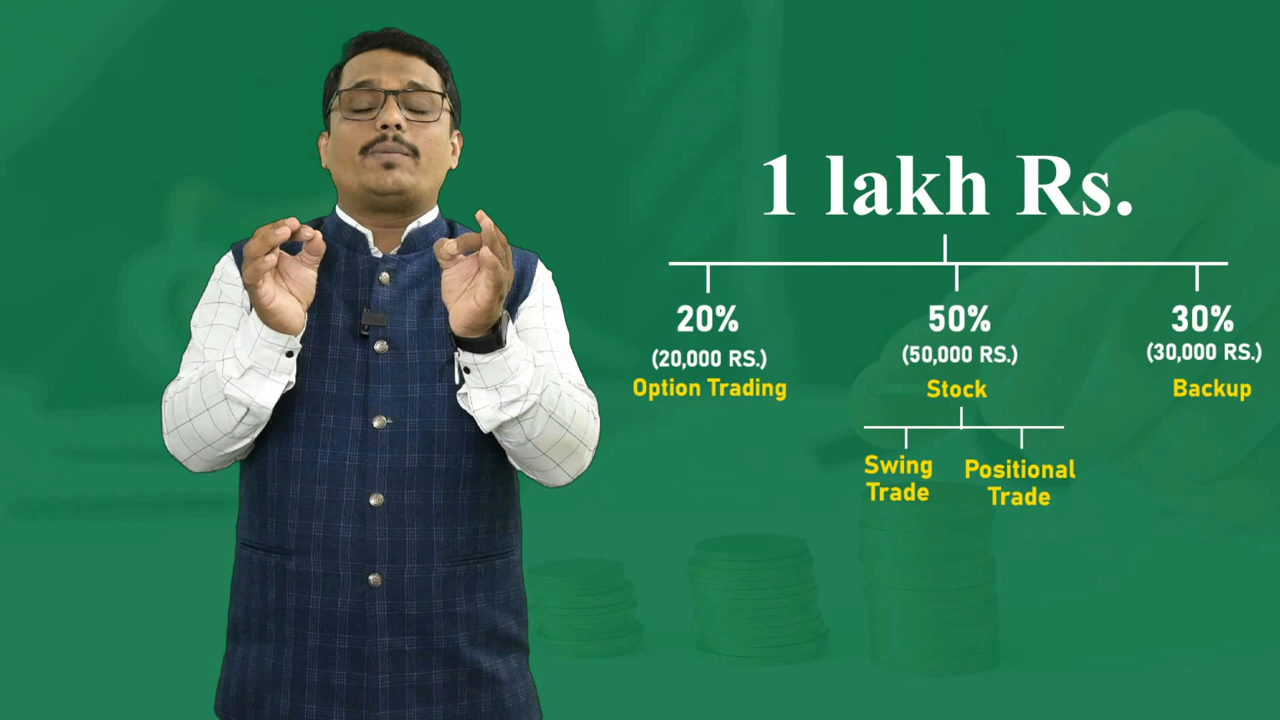 1 lakh Rs.
20%
(20,000 RS.)
Option Trading
50%
(50,000 RS.)
Stock
Swing
Trade
Positional
Trade
30%
(30,000 RS.)
Backup